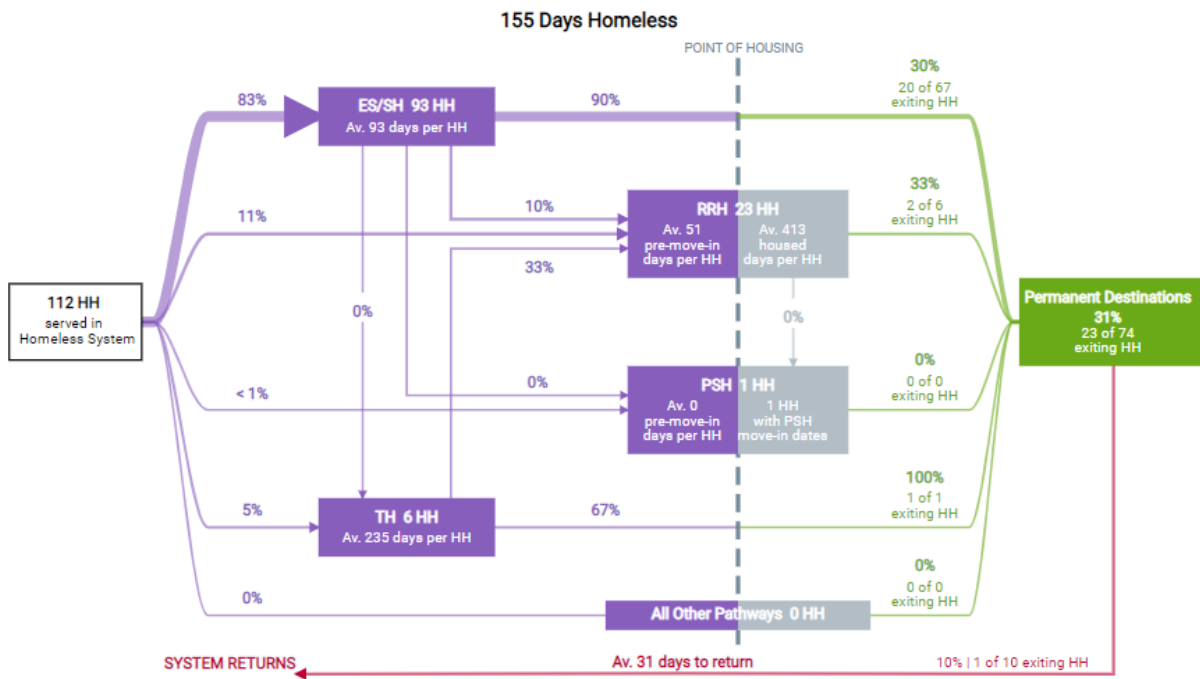 155 Days Homeless
POINT OF HOUSING
83%
ES/SH 93 HH
Av. 93 days per HH
90%
30%
20 of 67
exiting HH
11%
10%
RRH 23 HH
Av. 51
pre-move-in
days per HH
Av. 413
housed
days per HH
33%
2 of 6
exiting HH
33%
112 HH
served in
Homeless System
0%
0%
Permanent Destinations
31%
23 of 74
exiting HH
< 1%
0%
PSH 1 HH
Av. 0
pre-move-in
days per HH
1 HH
with PSH
move-in dates
0%
0 of 0
exiting HH
5%
TH 6 HH
Av. 235 days per HH
67%
100%
1 of 1
exiting HH
0%
All Other Pathways 0 HH
0%
0 of 0
exiting HH
SYSTEM RETURNS
Av. 31 days to return
10% | 1 of 10 exiting HH